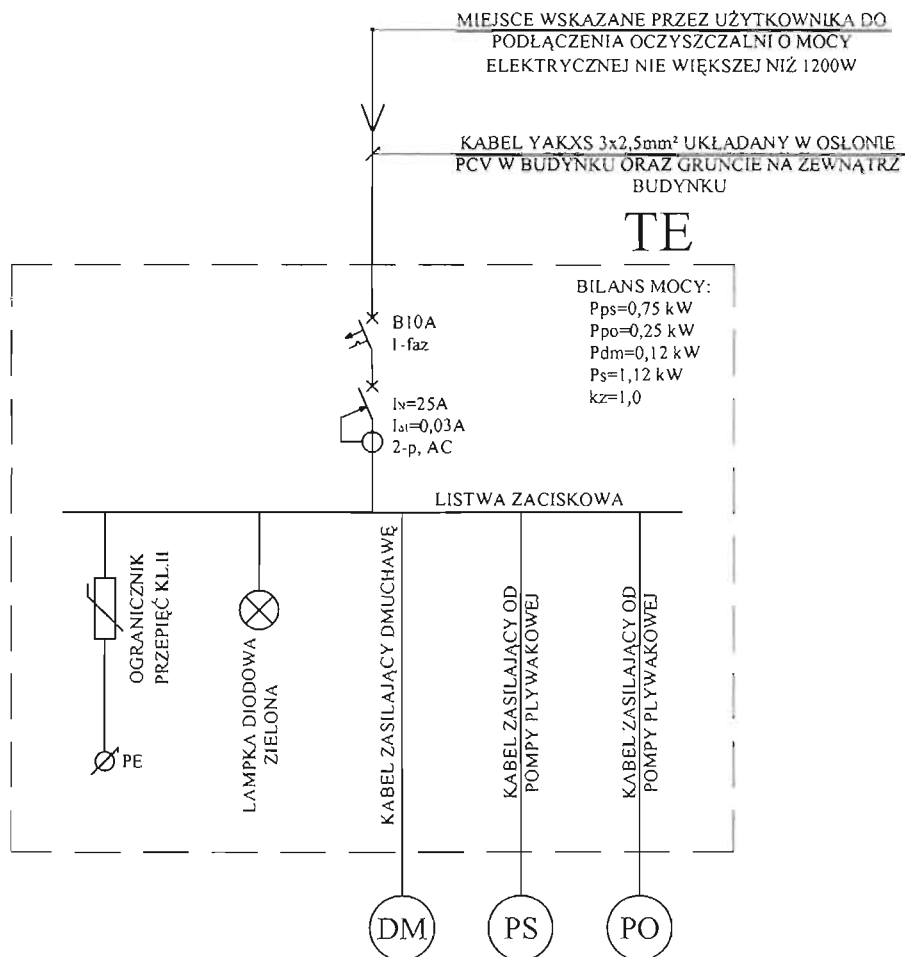 MIEJSCE WSKAZANE PRZEZ UŻYTKOWNIKA DO
PODŁĄCZENIA OCZYSZCZALNI O MOCY
ELEKTRYCZNEJ NIE WIĘKSZEJ NIŻ 1200W
KABEL YAKXS 3x2,5mm² UKŁADANY W OSŁONIE
PCV W BUDYNKU ORAZ GRUNCIE NA ZEWNĄTRZ
BUDYNKU
TE
BILANS MOCY:
Pps=0,75 kW
Ppo=0,25 kW
Pdm=0,12 kW
Ps=1,12 kW
kz=1,0
B10A
1-faz
IN=25A
IΔt=0,03A
2-p, AC
LISTWA ZACISKOWA
OGRANICZNIK
PRZEPIĘĆ KL.II
PE
LAMPKA DIODOWA
ZIELONA
KABEL ZASILAJĄCY DMUCHAWĘ
KABEL ZASILAJĄCY OD
POMPY PLYWAKOWEJ
KABEL ZASILAJĄCY OD
POMPY PLYWAKOWEJ
DM
PS
PO